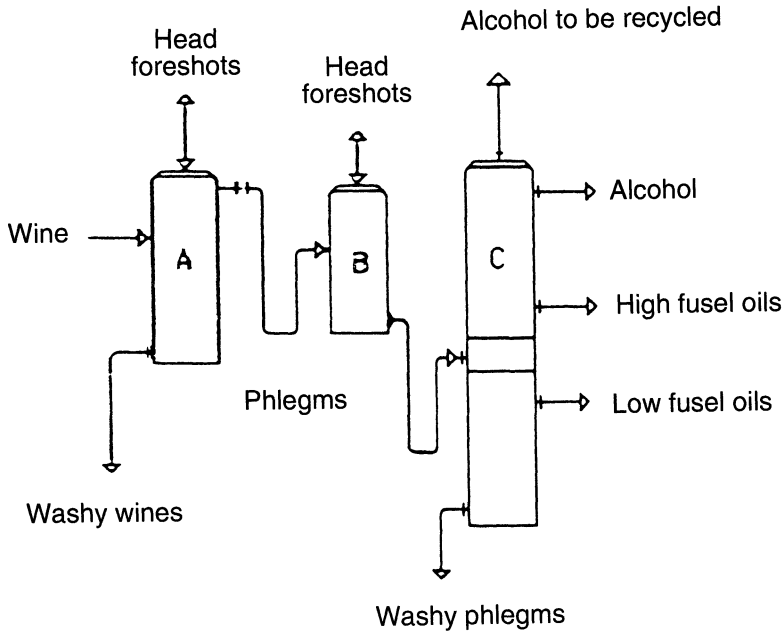 Alcohol to be recycled
Head
foreshots
Head
foreshots
Alcohol
Wine
A
B
C
High fusel oils
Phlegms
Low fusel oils
Washy wines
Washy phlegms